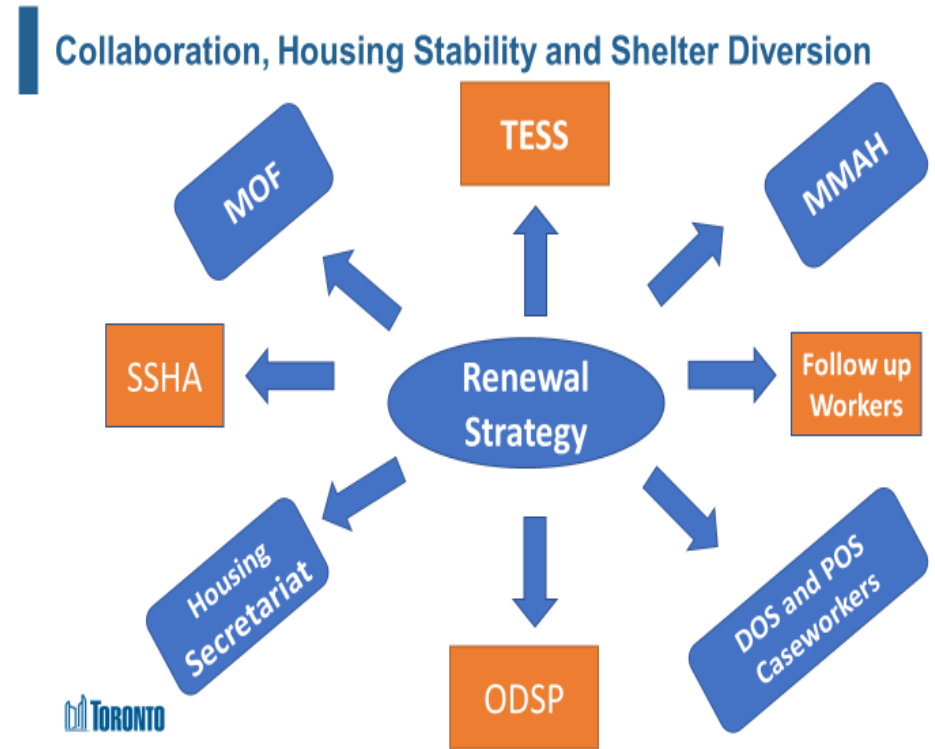 Collaboration, Housing Stability and Shelter Diversion
TESS
MOF
MMAH
SSHA
Renewal
Strategy
Follow up
Workers
Housing
Secretariat
DOS and POS
Caseworkers
ODSP
TORONTO